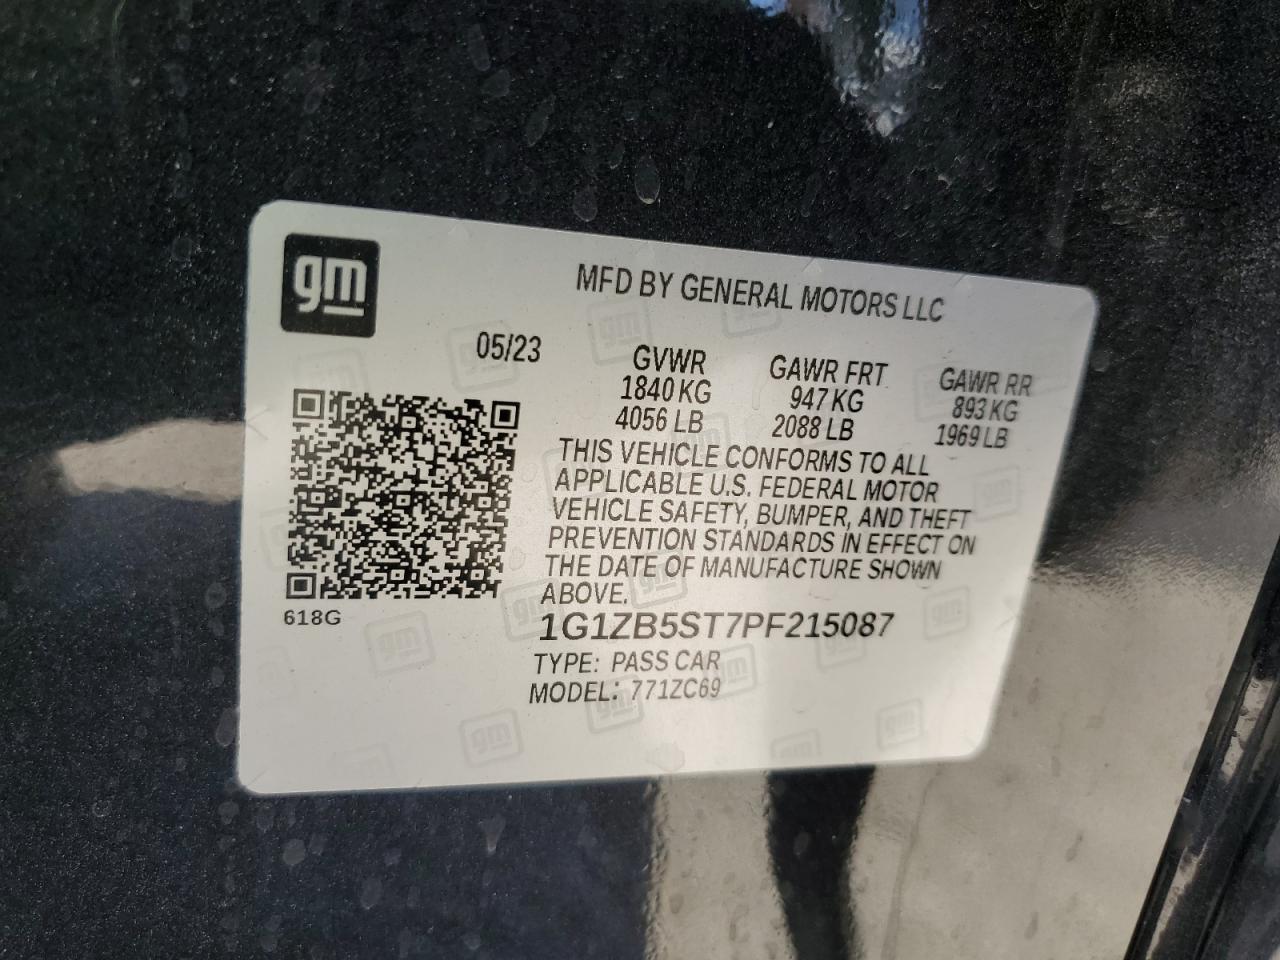 gm
MFD BY GENERAL MOTORS LLC
05/23
GVWR GAWR FRT GAWR RR
1840 KG 947 KG 893 KG
4056 LB 2088 LB 1969 LB
THIS VEHICLE CONFORMS TO ALL
APPLICABLE U.S. FEDERAL MOTOR
VEHICLE SAFETY, BUMPER, AND THEFT
PREVENTION STANDARDS IN EFFECT ON
THE DATE OF MANUFACTURE SHOWN
ABOVE.
618G
1G1ZB5ST7PF215087
TYPE: PASS CAR
MODEL: 771ZC69